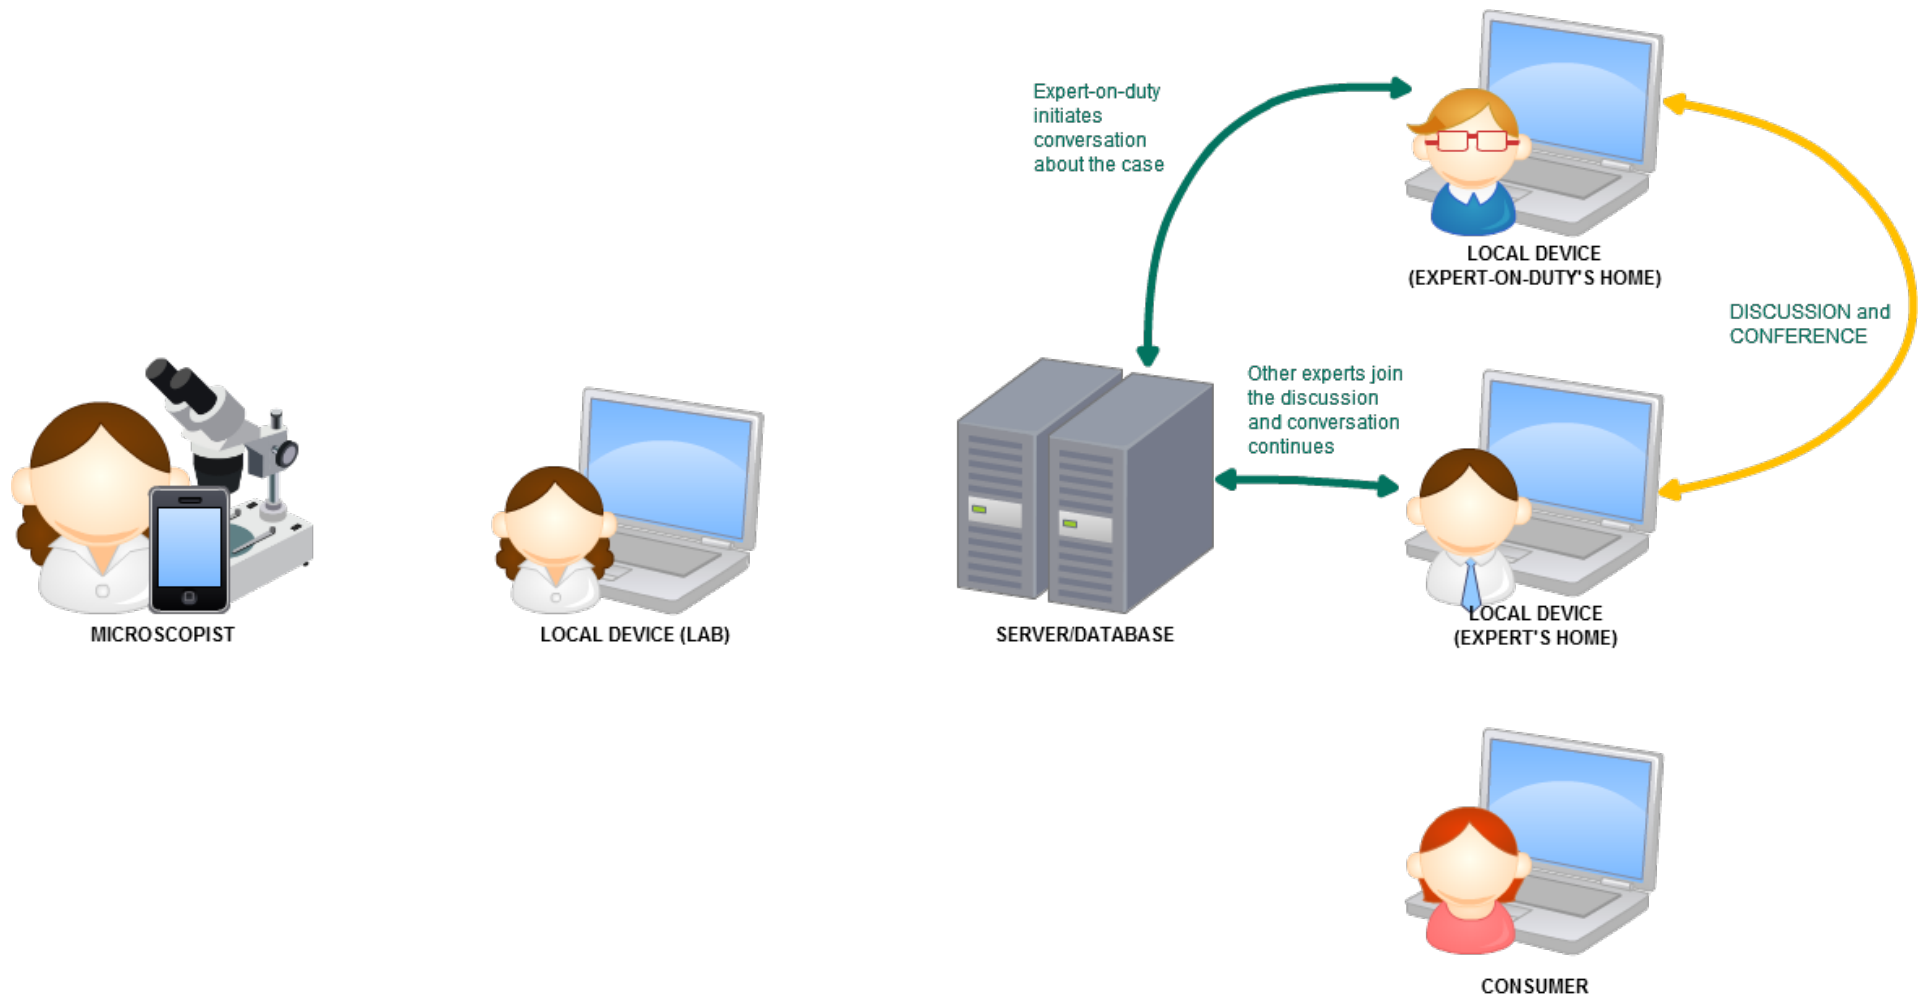 Expert-on-duty
initiates
conversation
about the case
LOCAL DEVICE
(EXPERT-ON-DUTY'S HOME)
DISCUSSION and
CONFERENCE
Other experts join
the discussion
and conversation
continues
MICROSCOPIST
LOCAL DEVICE (LAB)
SERVER/DATABASE
LOCAL DEVICE
(EXPERT'S HOME)
CONSUMER